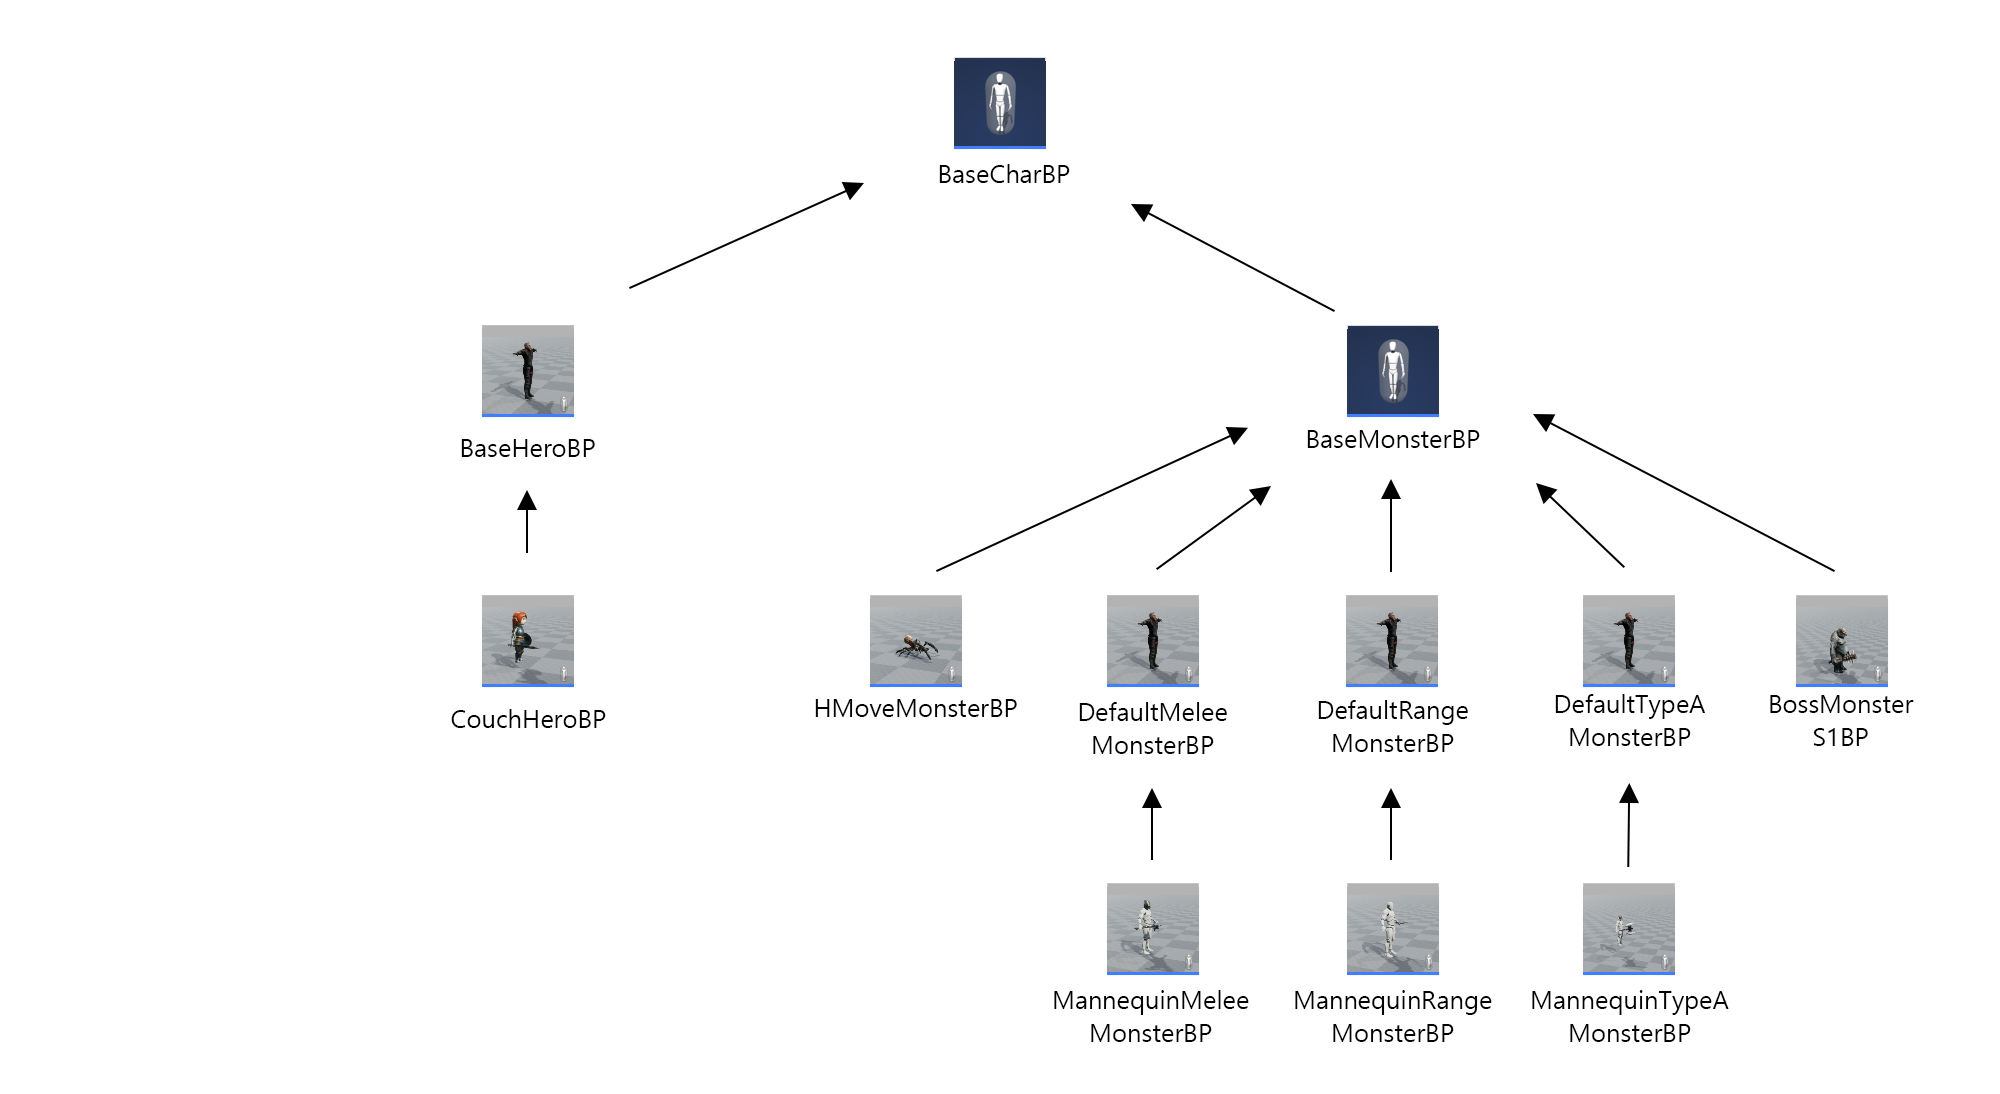 BaseCharBP
BaseHeroBP
BaseMonsterBP
CouchHeroBP
HMoveMonsterBP
DefaultMelee
MonsterBP
DefaultRange
MonsterBP
DefaultTypeA
MonsterBP
BossMonster
S1BP
MannequinMelee
MonsterBP
MannequinRange
MonsterBP
MannequinTypeA
MonsterBP